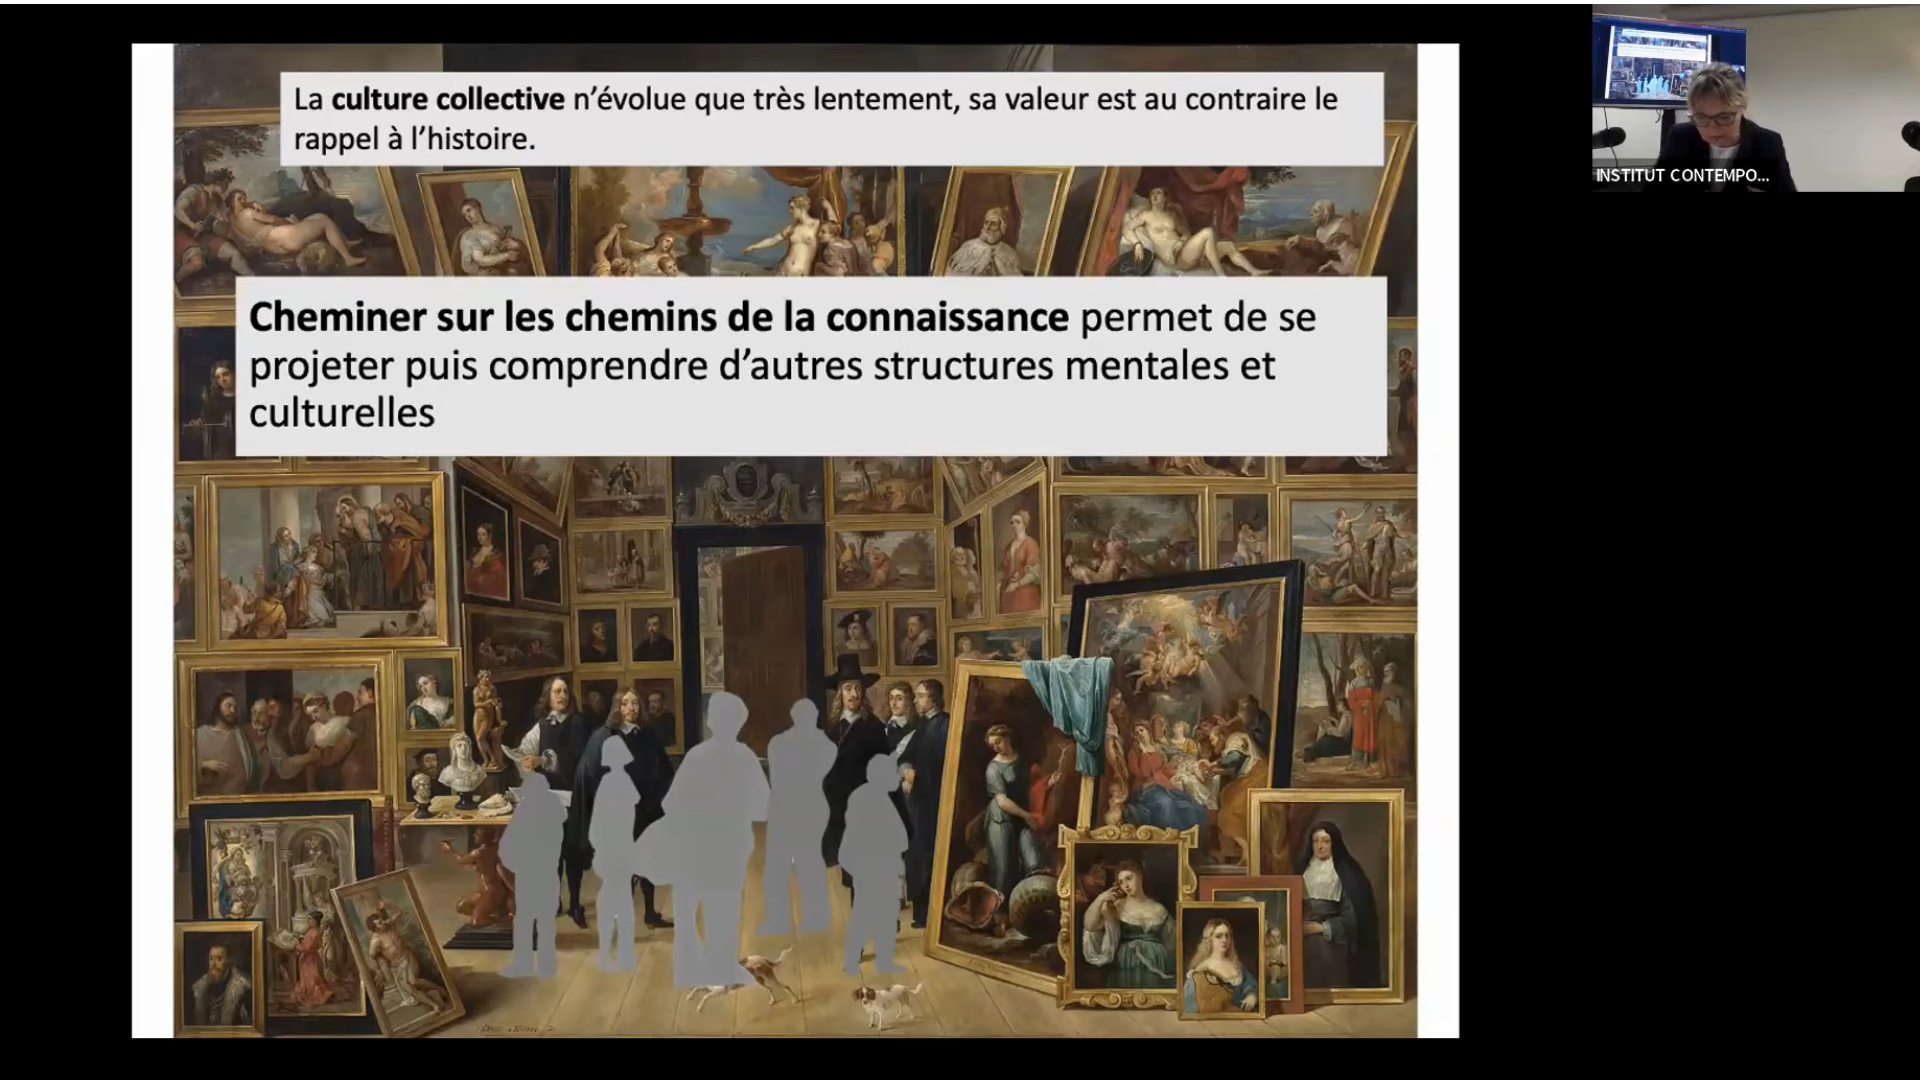 La culture collective n’évolue que très lentement, sa valeur est au contraire le
rappel à l’histoire.
Cheminer sur les chemins de la connaissance permet de se
projeter puis comprendre d’autres structures mentales et
culturelles
INSTITUT CONTEMPO...